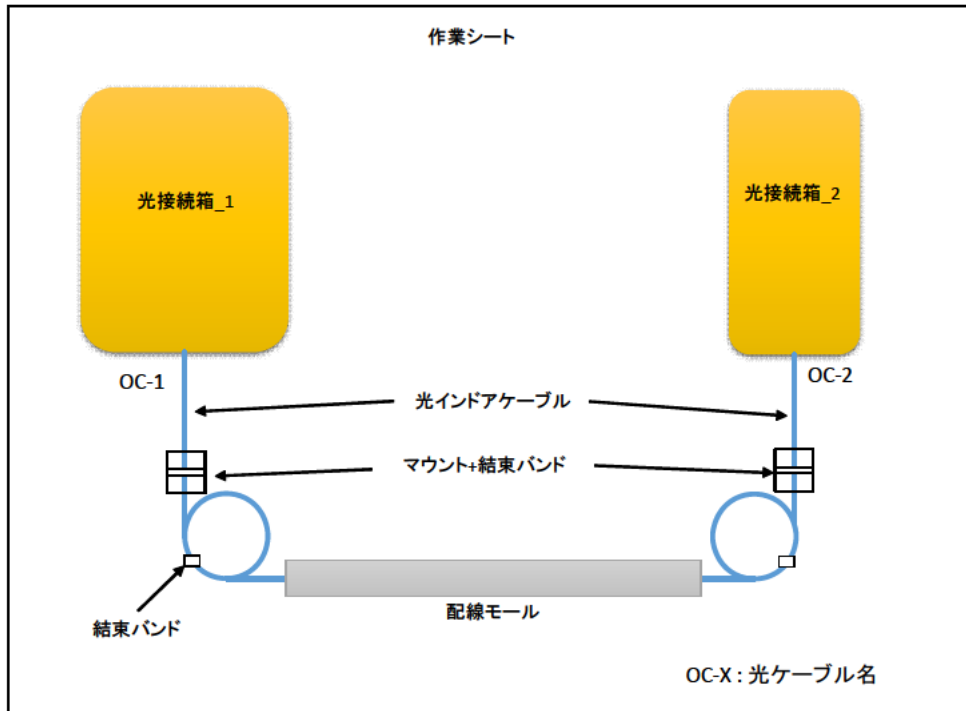 作業シート
光接続箱_1
光接続箱_2
OC-1
OC-2
光インドアケーブル
マウント+結束バンド
配線モール
結束バンド
OC-X : 光ケーブル名